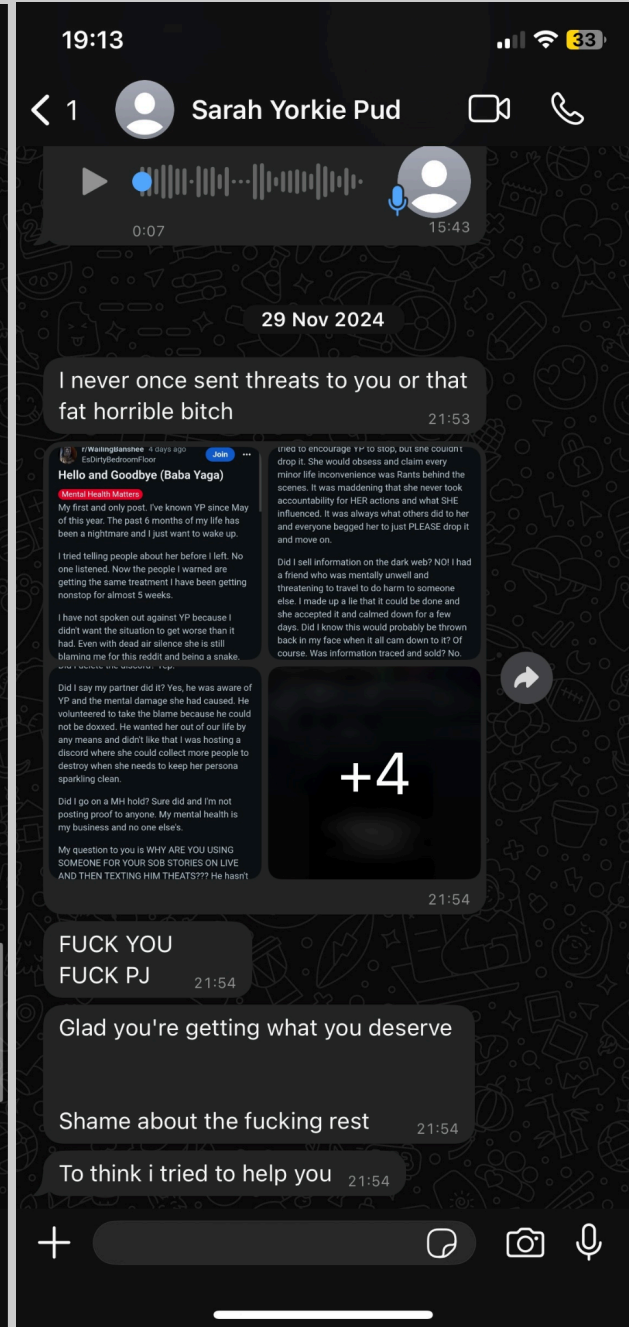 19:13
33
1
Sarah Yorkie Pud
0:07
15:43
29 Nov 2024
I never once sent threats to you or that
fat horrible bitch
21:53
r/WailingBanshee 4 days ago
EsDirtyBedroomFloor
Join
Hello and Goodbye (Baba Yaga)
Mental Health Matters
My first and only post. I've known YP since May
of this year. The past 6 months of my life has
been a nightmare and I just want to wake up.
I tried telling people about her before I left. No
one listened. Now the people I warned are
getting the same treatment I have been getting
nonstop for almost 5 weeks.
I have not spoken out against YP because I
didn't want the situation to get worse than it
had. Even with dead air silence she is still
blaming me for this reddit and being a snake.
tried to encourage YP to stop, but she couldn't
drop it. She would obsess and claim every
minor life inconvenience was Rants behind the
scenes. It was maddening that she never took
accountability for HER actions and what SHE
influenced. It was always what others did to her
and everyone begged her to just PLEASE drop it
and move on.
Did I sell information on the dark web? NO! I had
a friend who was mentally unwell and
threatening to travel to do harm to someone
else. I made up a lie that it could be done and
she accepted it and calmed down for a few
days. Did I know this would probably be thrown
back in my face when it all cam down to it? Of
course. Was information traced and sold? No.
Did I delete the discord? Yep.
Did I say my partner did it? Yes, he was aware of
YP and the mental damage she had caused. He
volunteered to take the blame because he could
not be doxxed. He wanted her out of our life by
any means and didn't like that I was hosting a
discord where she could collect more people to
destroy when she needs to keep her persona
sparkling clean.
Did I go on a MH hold? Sure did and I'm not
posting proof to anyone. My mental health is
my business and no one else's.
My question to you is WHY ARE YOU USING
SOMEONE FOR YOUR SOB STORIES ON LIVE
AND THEN TEXTING HIM THEATS??? He hasn't
+4
21:54
FUCK YOU
FUCK PJ
21:54
Glad you're getting what you deserve
Shame about the fucking rest
21:54
To think i tried to help you
21:54